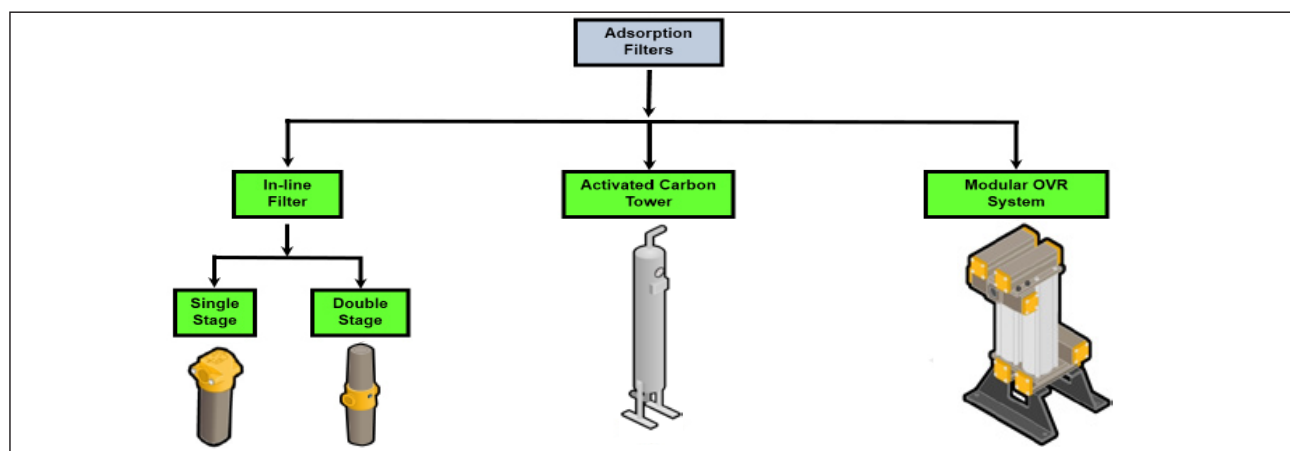 Adsorption
Filters
In-line
Filter
Activated Carbon
Tower
Modular OVR
System
Single
Stage
Double
Stage